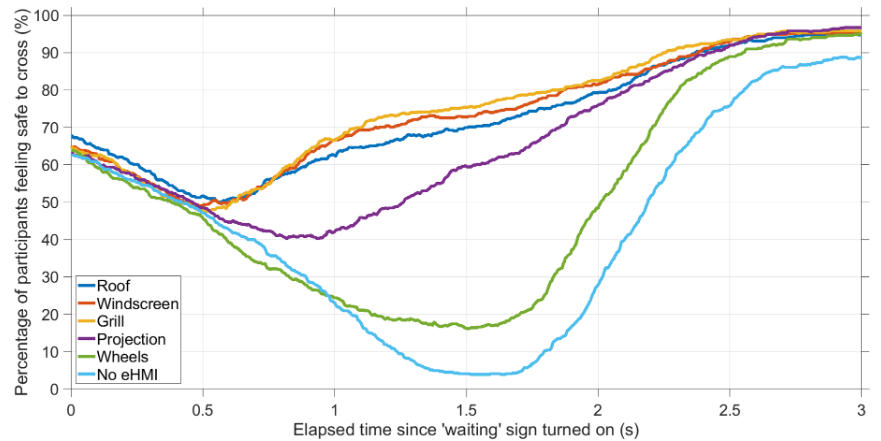 Percentage of participants feeling safe to cross (%)
100
90
80
70
60
50
40
30
20
10
0
Roof
Windscreen
Grill
Projection
Wheels
No eHMI
0 0.5 1 1.5 2 2.5 3
Elapsed time since 'waiting' sign turned on (s)